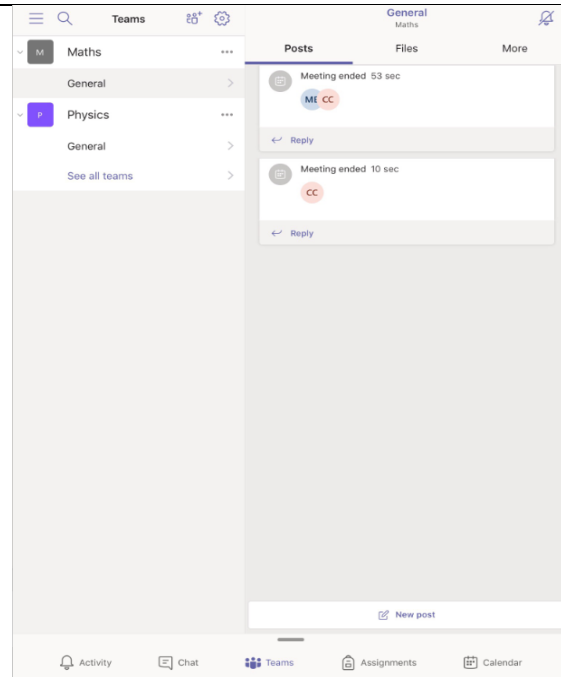 Teams
M Maths
General
P Physics
General
See all teams
General
Maths
Posts Files More
Meeting ended 53 sec
ME CC
Reply
Meeting ended 10 sec
CC
Reply
New post
Activity Chat Teams Assignments Calendar